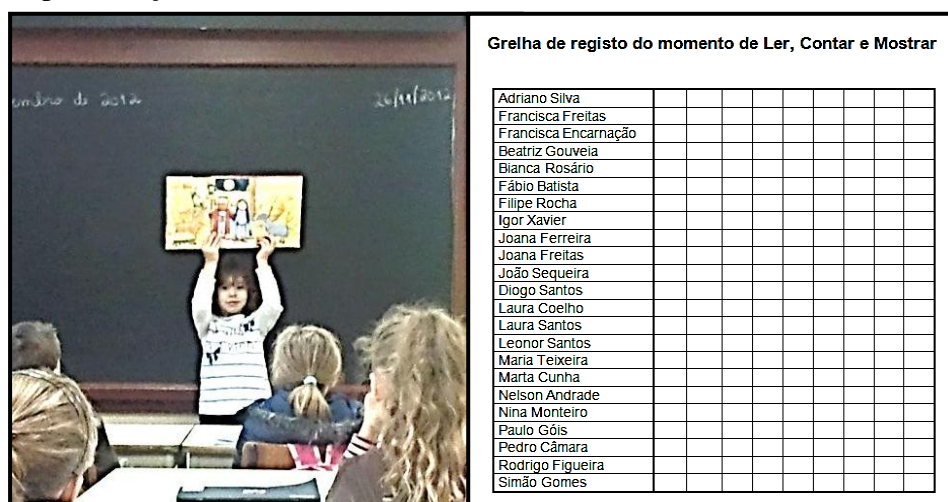 embro de 2012
26/11/2012
Grelha de registo do momento de Ler, Contar e Mostrar
Adriano Silva
Francisca Freitas
Francisca Encarnação
Beatriz Gouveia
Bianca Rosário
Fábio Batista
Filipe Rocha
Igor Xavier
Joana Ferreira
Joana Freitas
João Sequeira
Diogo Santos
Laura Coelho
Laura Santos
Leonor Santos
Maria Teixeira
Marta Cunha
Nelson Andrade
Nina Monteiro
Paulo Góis
Pedro Câmara
Rodrigo Figueira
Simão Gomes